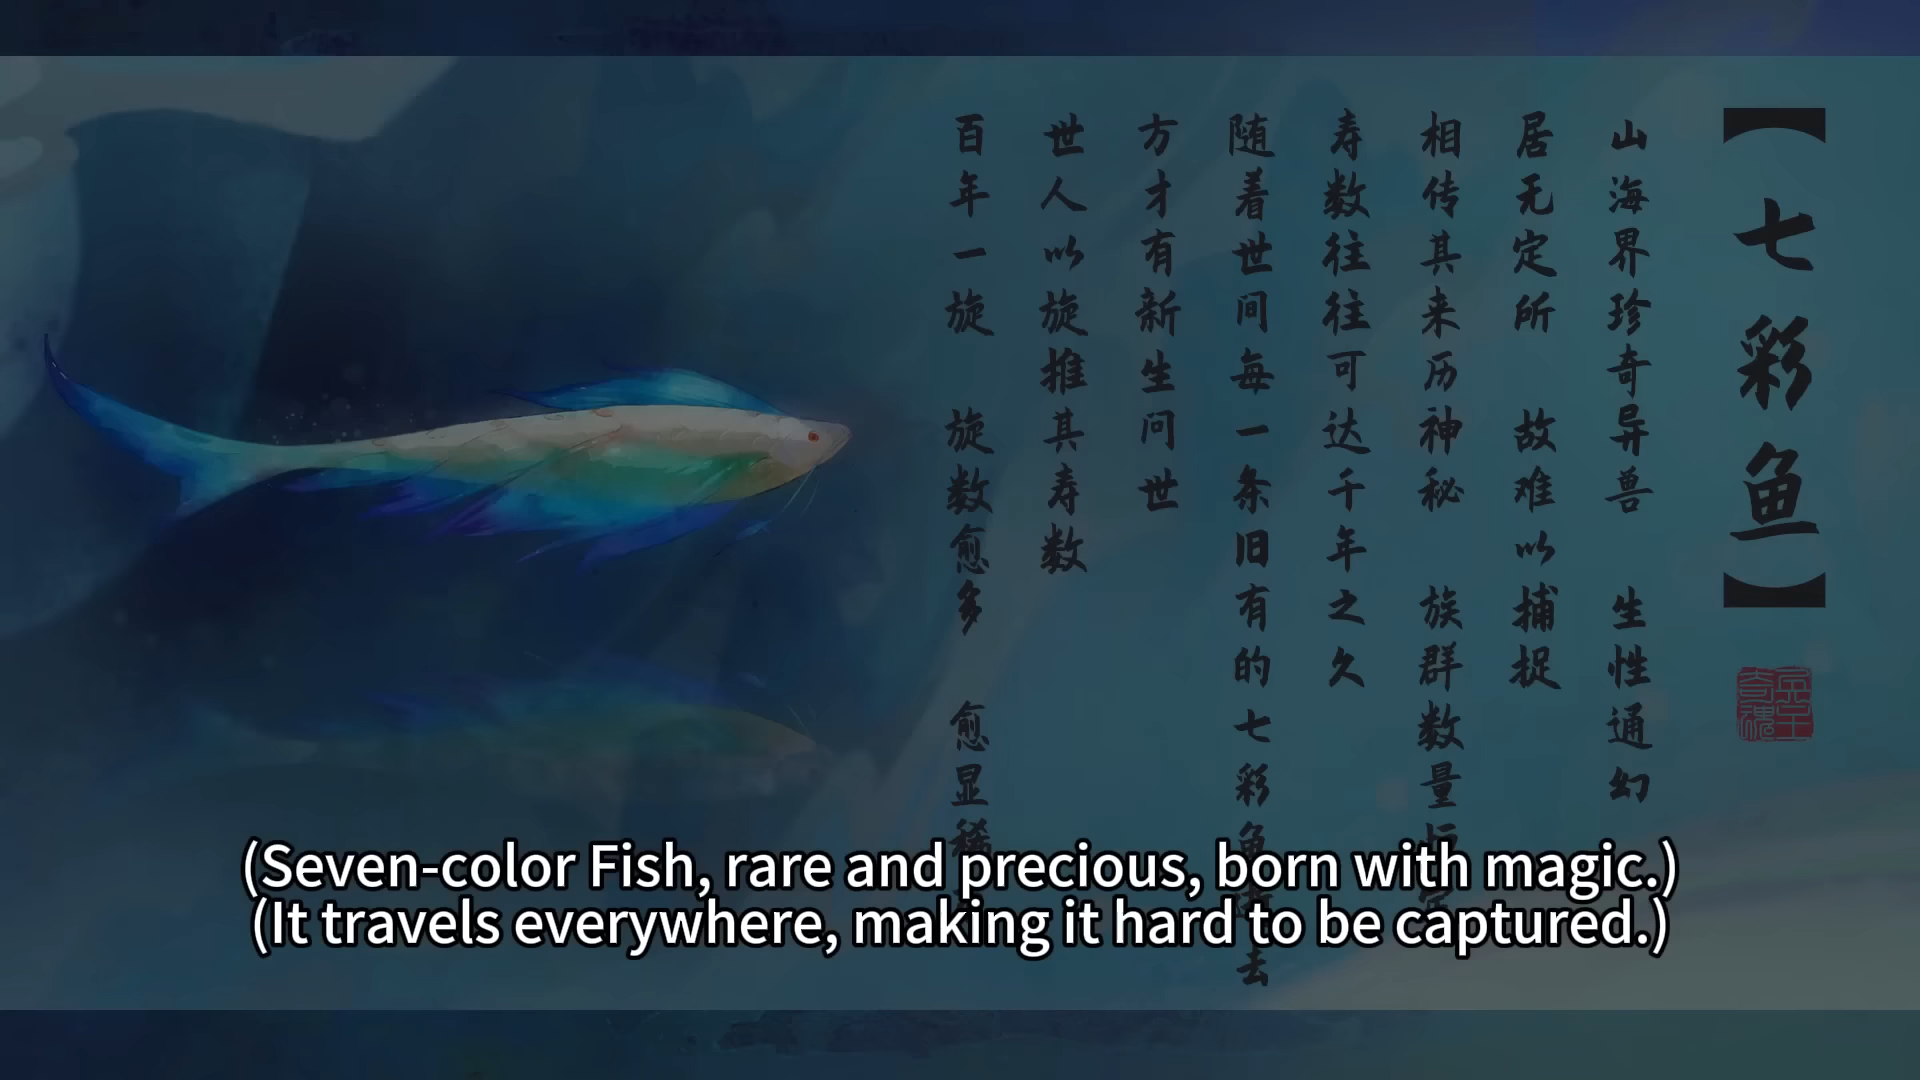 【七彩鱼】
山海界珍奇异兽 生性通幻
居无定所 故难以捕捉
相传其来历神秘 族群数量恒定
寿数往往可达千年之久
随着世间每一条旧有的七彩鱼去
方才有新生问世
世人以旋推其寿数
百年一旋 旋数愈多 愈显稀
(Seven-color Fish, rare and precious, born with magic.)
(It travels everywhere, making it hard to be captured.)